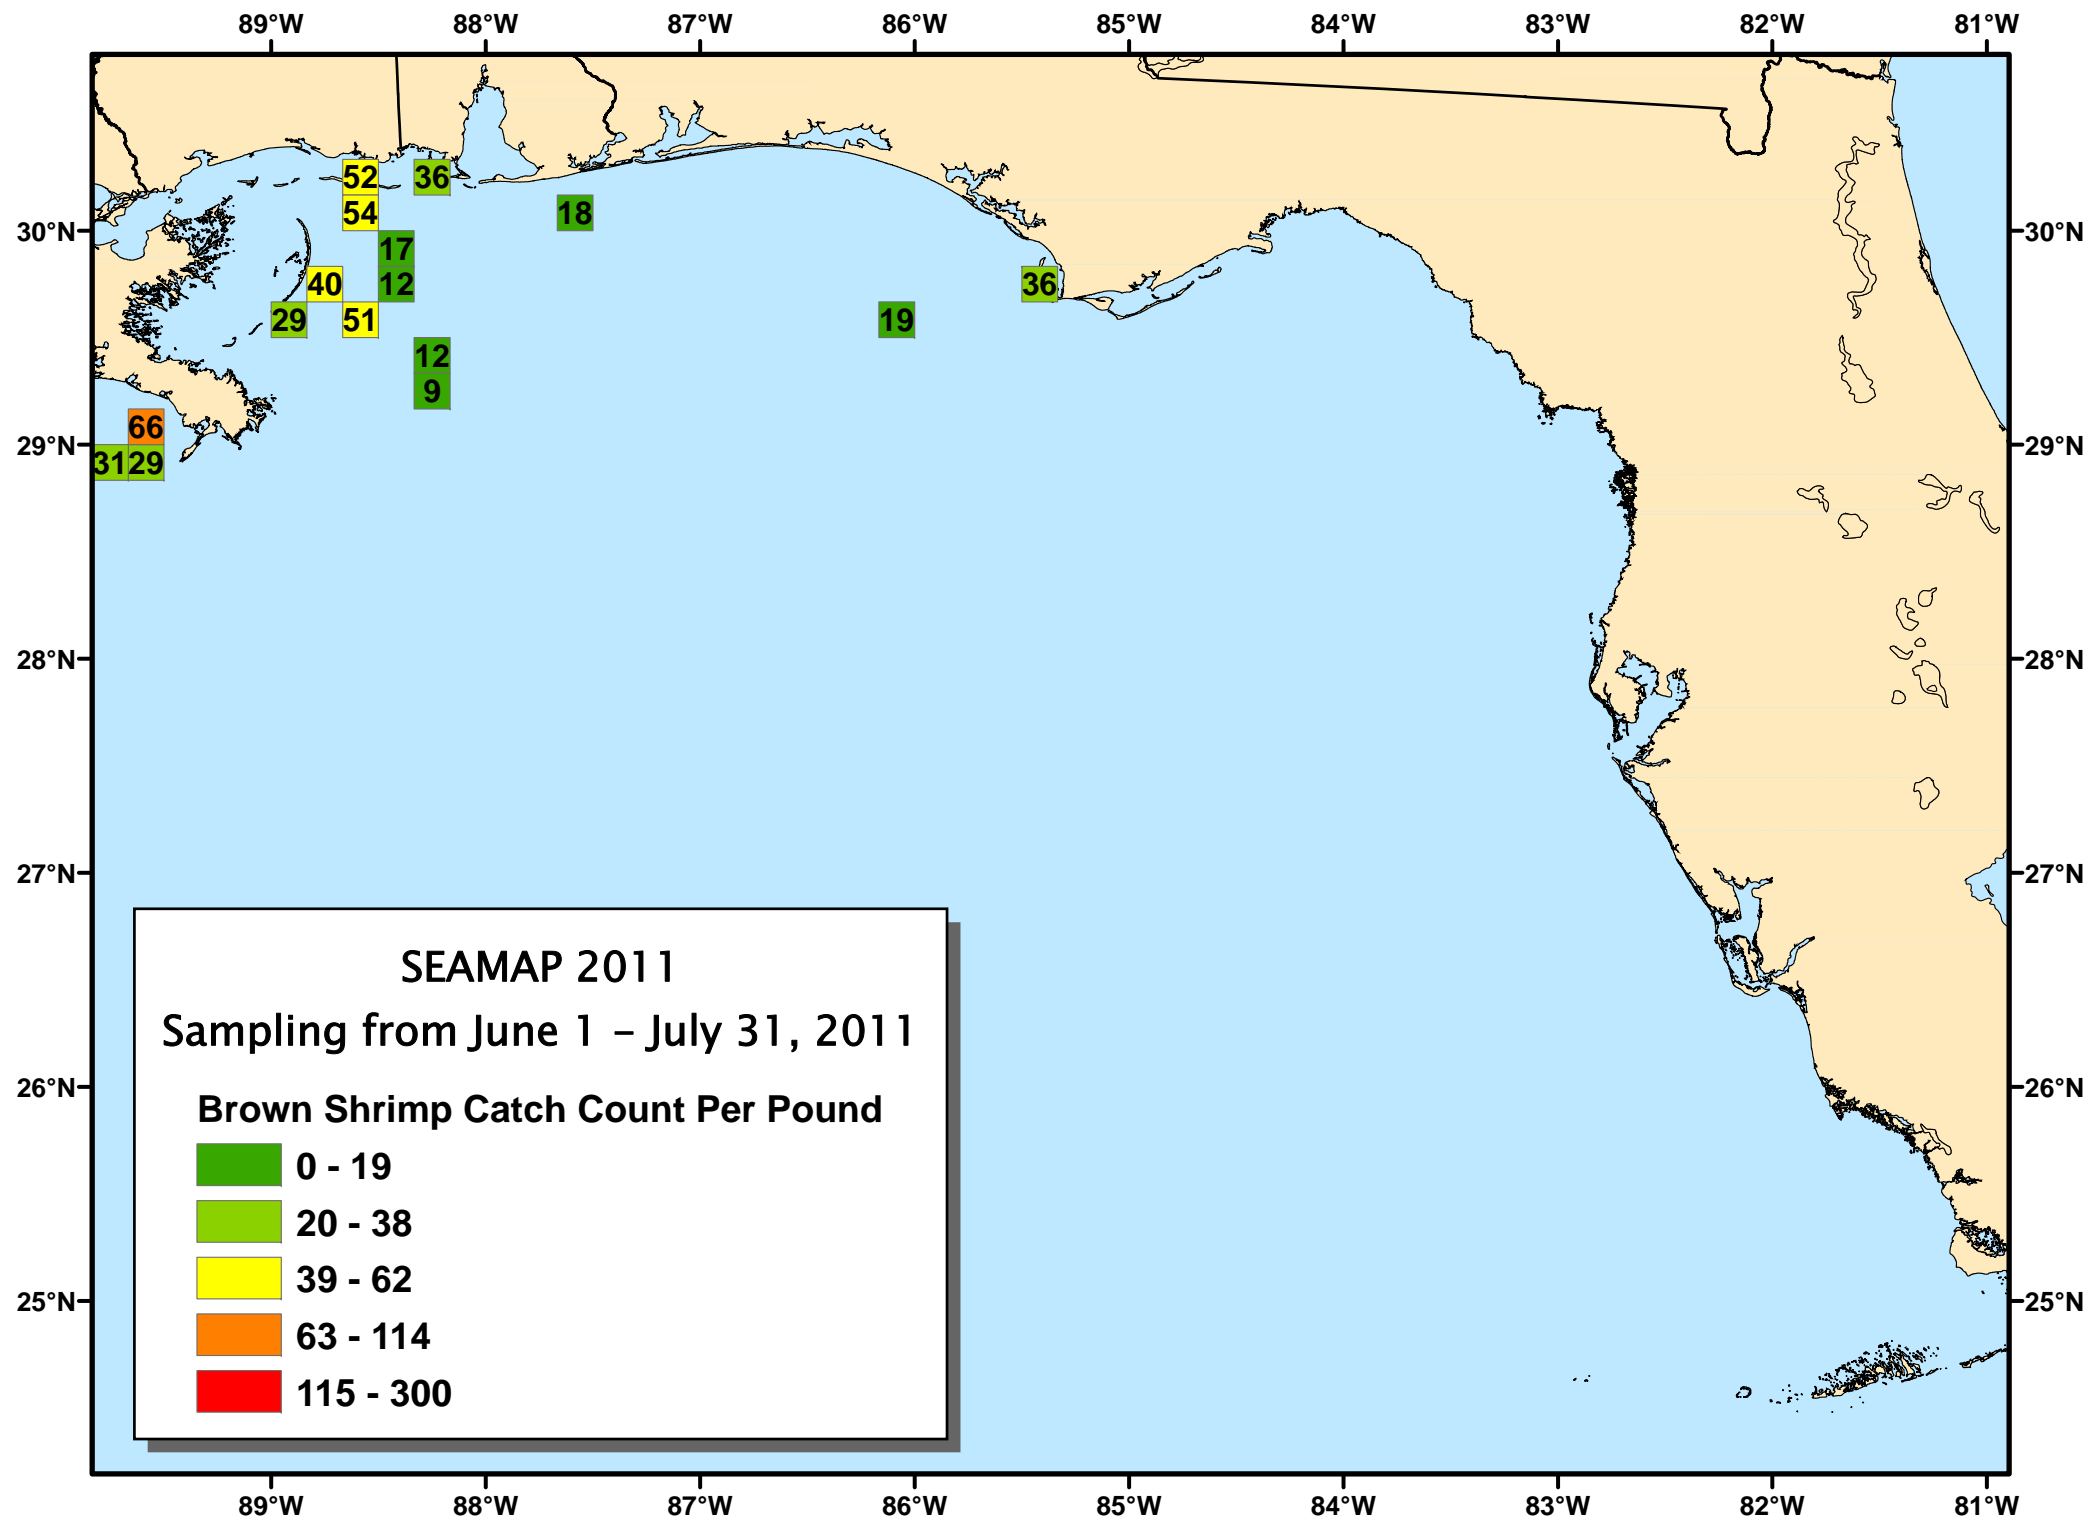 89°W 88°W 87°W 86°W 85°W 84°W 83°W 82°W 81°W
52 36
54 18
30°N 30°N
17
40 12 36
29 51 19
12
9
66
29°N 29°N
31 29
28°N 28°N
27°N 27°N
SEAMAP 2011
Sampling from June 1 – July 31, 2011
26°N 26°N
Brown Shrimp Catch Count Per Pound
0 - 19
20 - 38
39 - 62
25°N 25°N
63 - 114
115 - 300
89°W 88°W 87°W 86°W 85°W 84°W 83°W 82°W 81°W